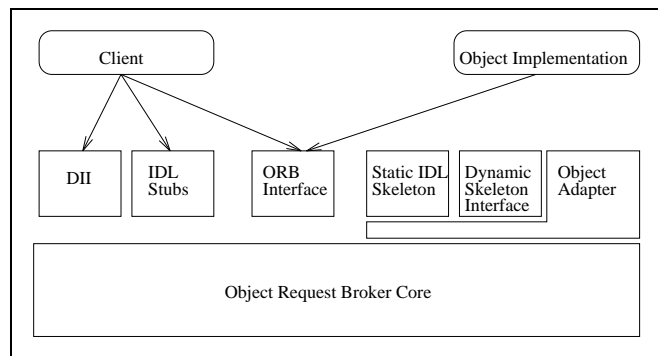 Client
Object Implementation
DII
IDL
Stubs
ORB
Interface
Static IDL
Skeleton
Dynamic
Skeleton
Interface
Object
Adapter
Object Request Broker Core